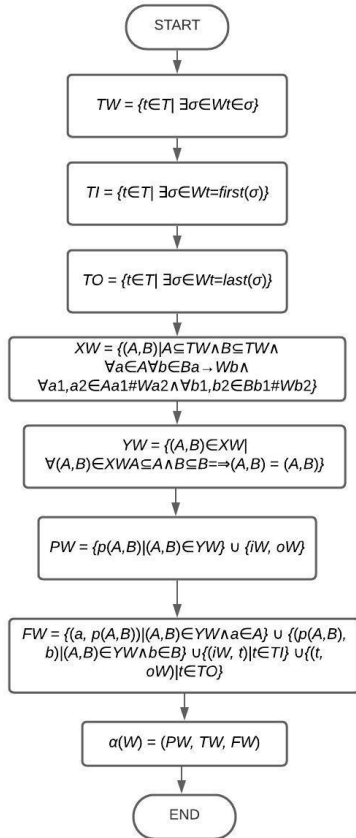 START
TW = {t∈T| ∃σ∈Wt∈σ}
TI = {t∈T| ∃σ∈Wt=first(σ)}
TO = {t∈T| ∃σ∈Wt=last(σ)}
XW = {(A,B)|A⊆TW∧B⊆TW∧
∀a∈A∀b∈Ba→Wb∧
∀a1,a2∈Aa1#Wa2∧∀b1,b2∈Bb1#Wb2}
YW = {(A,B)∈XW|
∀(A,B)∈XWA⊆A∧B⊆B=⇒(A,B) = (A,B)}
PW = {p(A,B)|(A,B)∈YW} ∪ {iW, oW}
FW = {(a, p(A,B))|(A,B)∈YW∧a∈A} ∪ {(p(A,B),
b)|(A,B)∈YW∧b∈B} ∪{(iW, t)|t∈TI} ∪{(t,
oW)|t∈TO}
α(W) = (PW, TW, FW)
END